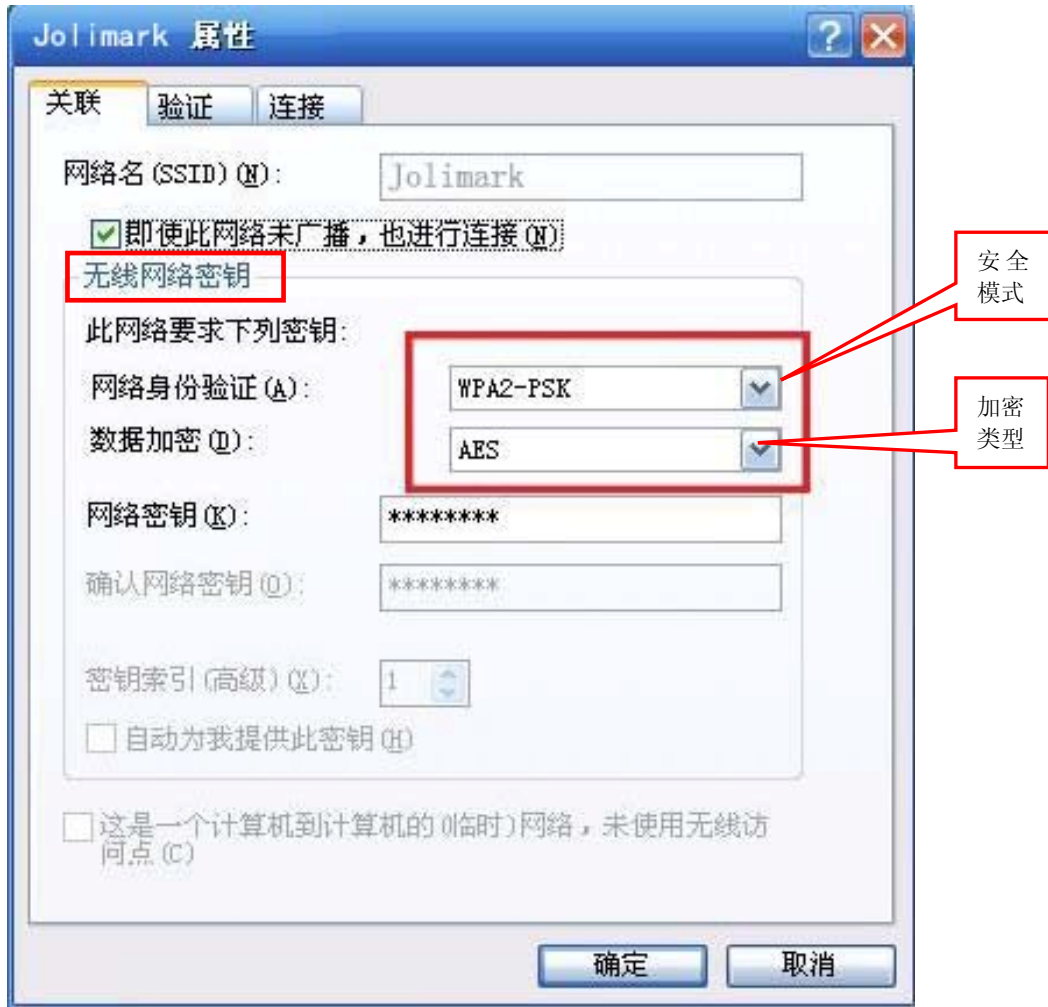 Jolimark 属性
关联 验证 连接
网络名(SSID)(N): Jolimark
即使此网络未广播，也进行连接(N)
无线网络密钥
此网络要求下列密钥:
网络身份验证(A): WPA2-PSK
数据加密(D): AES
网络密钥(K): ********
确认网络密钥(O): ********
密钥索引(高级)(X): 1
自动为我提供此密钥(H)
这是一个计算机到计算机的(临时)网络，未使用无线访
问点(C)
确定 取消
安全
模式
加密
类型